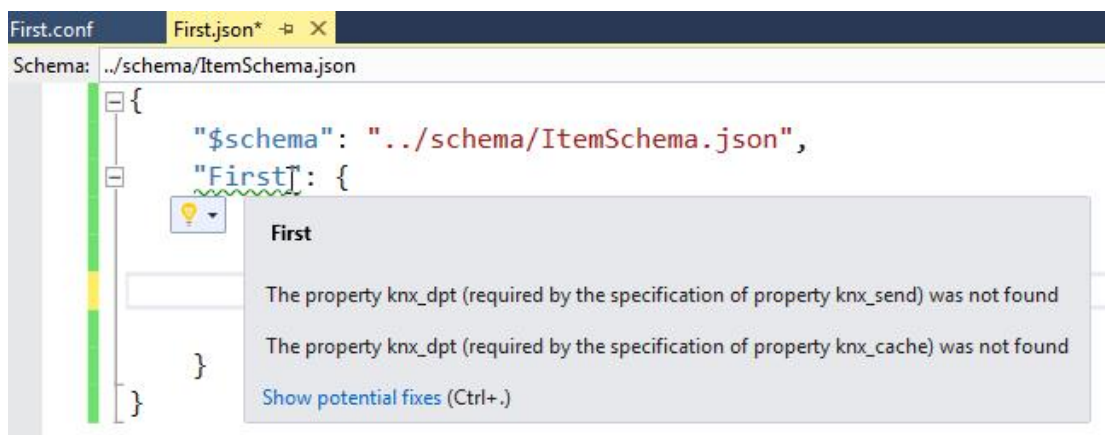 First.conf First.json*
Schema: ../schema/ItemSchema.json
{
"$schema": "../schema/ItemSchema.json",
"First": {
First
The property knx_dpt (required by the specification of property knx_send) was not found
The property knx_dpt (required by the specification of property knx_cache) was not found
}
Show potential fixes (Ctrl+.)
}